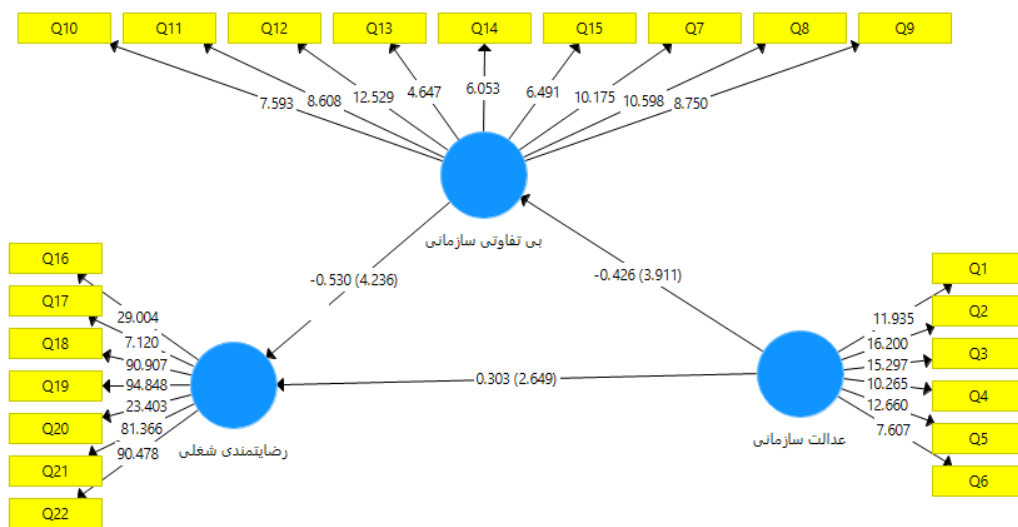 Q10
Q11
Q12
Q13
Q14
Q15
Q7
Q8
Q9
7.593
8.608
12.529
4.647
6.053
6.491
10.175
10.598
8.750
بی تفاوتی سازمانی
-0.530 (4.236)
-0.426 (3.911)
0.303 (2.649)
Q16
Q17
Q18
Q19
Q20
Q21
Q22
29.004
7.120
90.907
94.848
23.403
81.366
90.478
رضایتمندی شغلی
Q1
Q2
Q3
Q4
Q5
Q6
11.935
16.200
15.297
10.265
12.660
7.607
عدالت سازمانی